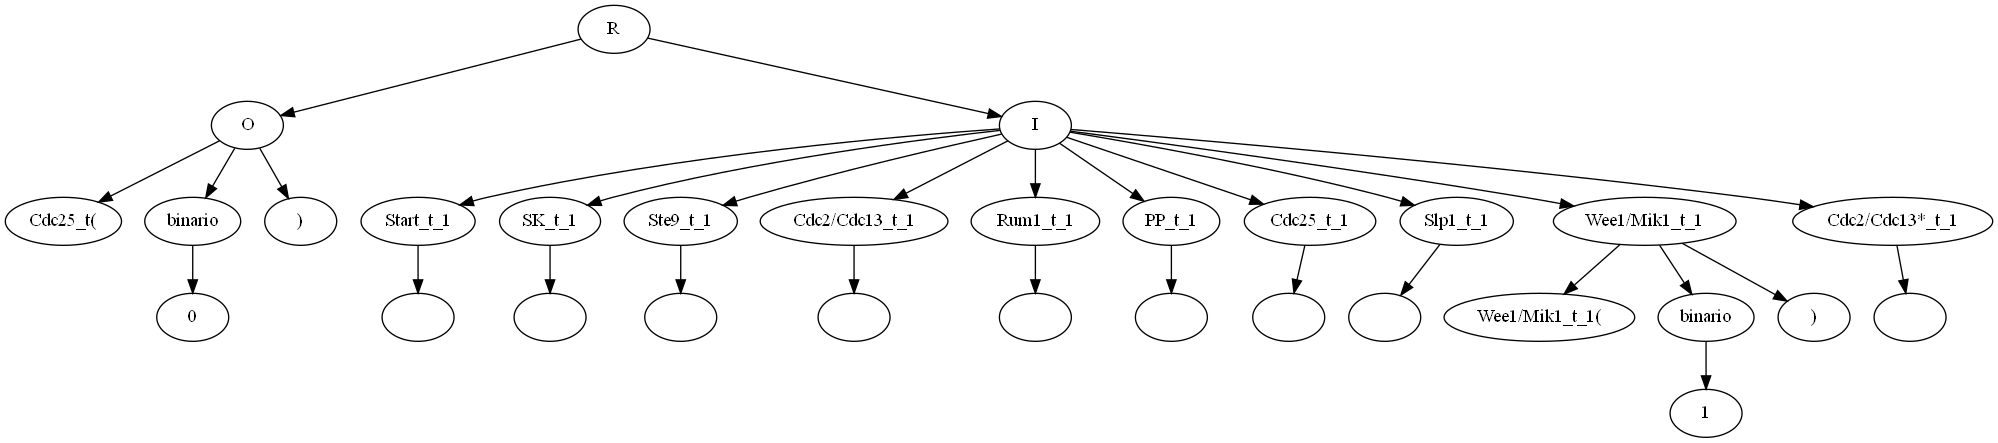 R
O
I
Cdc25_t(
binario
)
Start_t_1
SK_t_1
Ste9_t_1
Cdc2/Cdc13_t_1
Rum1_t_1
PP_t_1
Cdc25_t_1
Slp1_t_1
Wee1/Mik1_t_1
Cdc2/Cdc13*_t_1
0
Wee1/Mik1_t_1(
binario
)
1